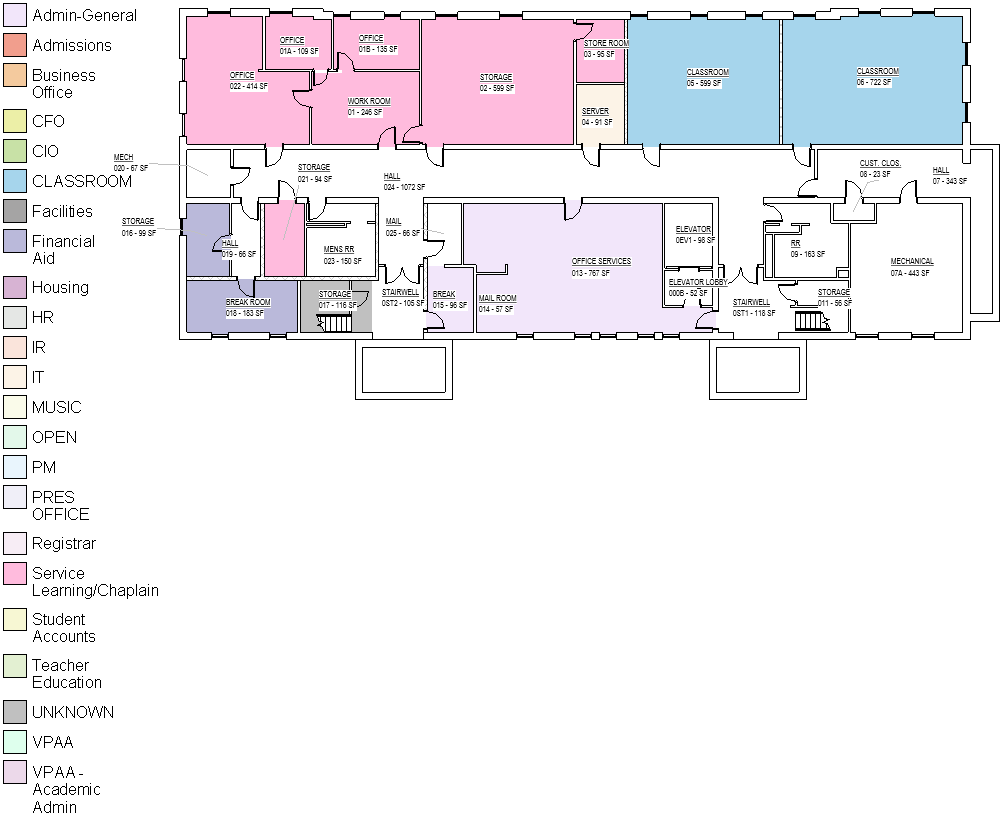 Admin-General
Admissions
Business
Office
CFO
CIO
CLASSROOM
Facilities
Financial
Aid
Housing
HR
IR
IT
MUSIC
OPEN
PM
PRES
OFFICE
Registrar
Service
Learning/Chaplain
Student
Accounts
Teacher
Education
UNKNOWN
VPAA
VPAA -
Academic
Admin
OFFICE
01A - 109 SF
OFFICE
01B - 135 SF
STORE ROOM
03 - 95 SF
OFFICE
022 - 414 SF
STORAGE
02 - 599 SF
CLASSROOM
05 - 599 SF
CLASSROOM
06 - 722 SF
WORK ROOM
01 - 246 SF
SERVER
04 - 91 SF
MECH
020 - 67 SF
STORAGE
021 - 94 SF
HALL
024 - 1072 SF
CUST. CLOS.
08 - 23 SF
HALL
07 - 343 SF
STORAGE
016 - 99 SF
HALL
019 - 66 SF
MENS RR
023 - 150 SF
MAIL
025 - 66 SF
OFFICE SERVICES
013 - 767 SF
ELEVATOR
0EV1 - 98 SF
RR
09 - 163 SF
MECHANICAL
07A - 443 SF
BREAK ROOM
018 - 183 SF
STORAGE
017 - 116 SF
STAIRWELL
0ST2 - 105 SF
BREAK
015 - 96 SF
MAIL ROOM
014 - 57 SF
ELEVATOR LOBBY
000B - 52 SF
STAIRWELL
0ST1 - 118 SF
STORAGE
011 - 56 SF